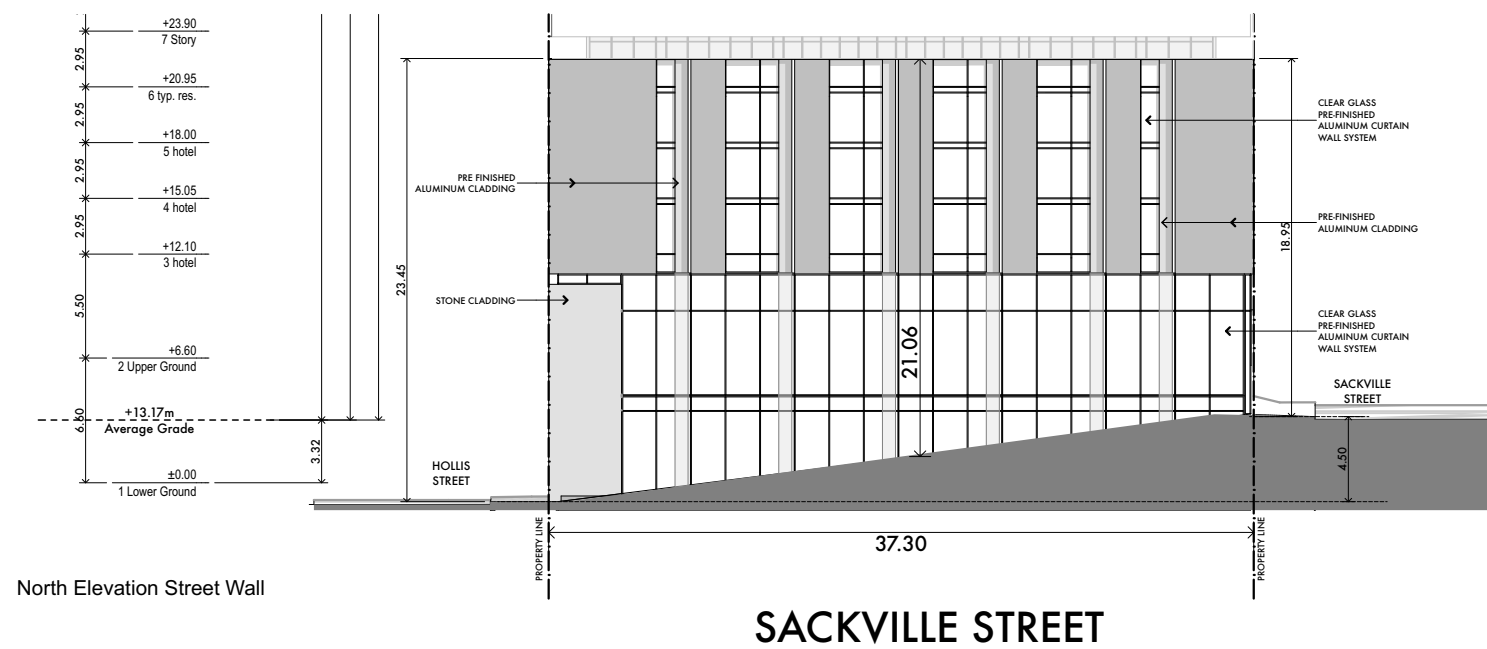 +23.90
7 Story
2.95
+20.95
6 typ. res.
2.95
+18.00
5 hotel
2.95
+15.05
4 hotel
2.95
+12.10
3 hotel
5.50
+6.60
2 Upper Ground
6.60
+13.17m
Average Grade
3.32
±0.00
1 Lower Ground
23.45
PRE FINISHED
ALUMINUM CLADDING
STONE CLADDING
HOLLIS
STREET
21.06
18.95
CLEAR GLASS
PRE-FINISHED
ALUMINUM CURTAIN
WALL SYSTEM
PRE-FINISHED
ALUMINUM CLADDING
CLEAR GLASS
PRE-FINISHED
ALUMINUM CURTAIN
WALL SYSTEM
SACKVILLE
STREET
4.50
PROPERTY LINE
37.30
PROPERTY LINE
North Elevation Street Wall
SACKVILLE STREET